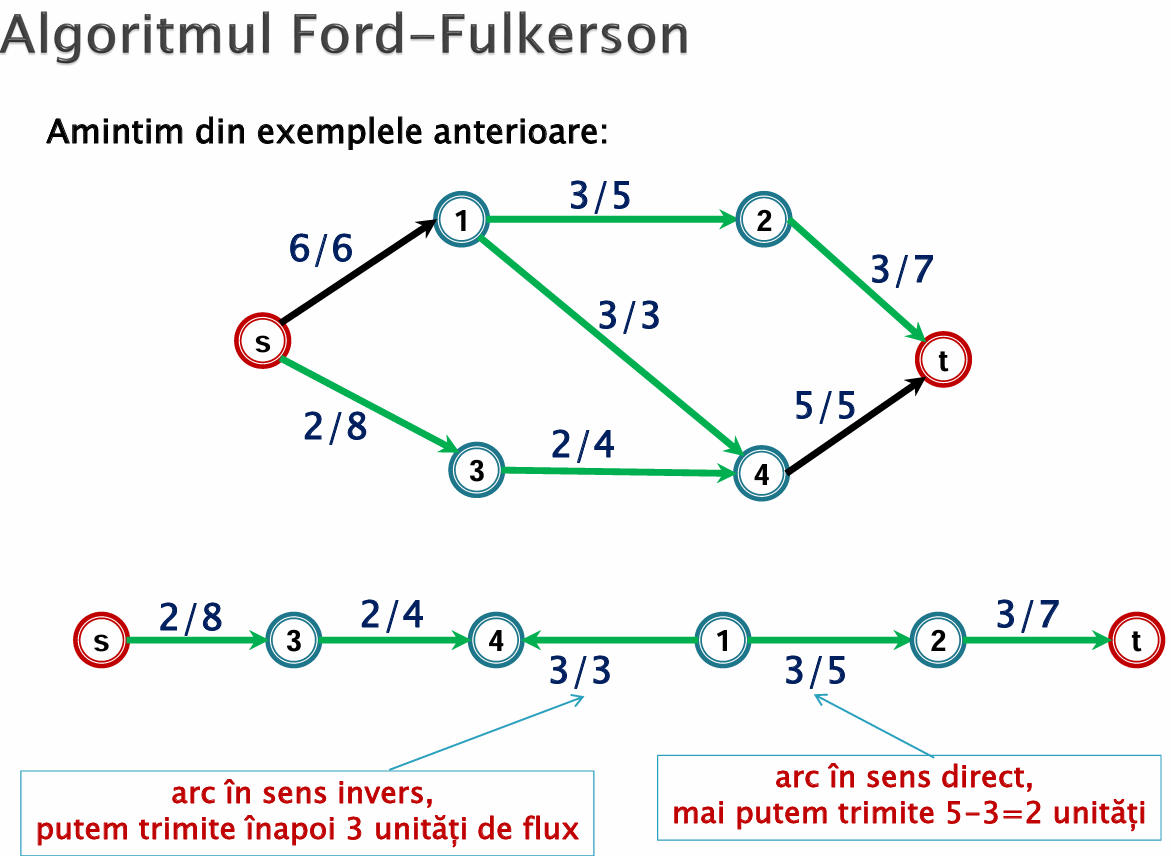 Algoritmul Ford-Fulkerson
Amintim din exemplele anterioare:
3/5
1
2
6/6
3/7
3/3
s
t
5/5
2/8
2/4
3
4
2/8
2/4
3/7
s
3
4
1
2
t
3/3
3/5
arc în sens invers,
putem trimite înapoi 3 unități de flux
arc în sens direct,
mai putem trimite 5-3=2 unități